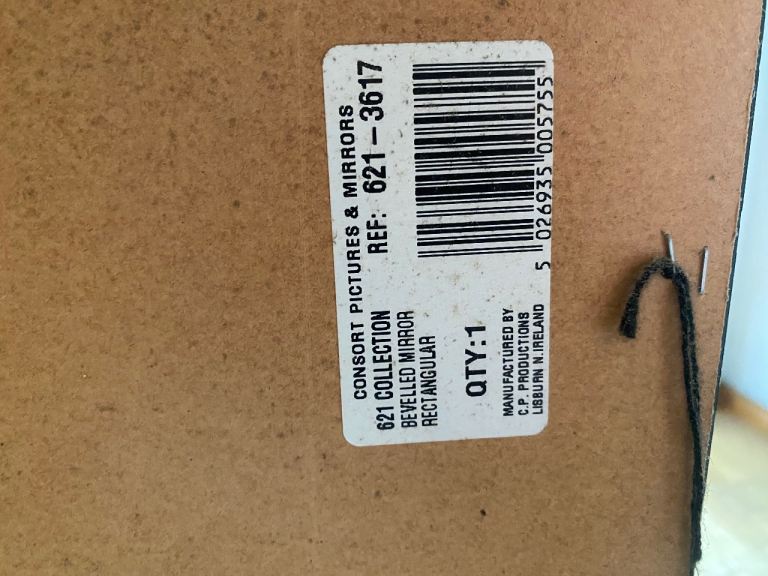 CONSORT PICTURES & MIRRORS
621 COLLECTION REF: 621-3617
BEVELLED MIRROR
RECTANGULAR
QTY:1
MANUFACTURED BY
C.P. PRODUCTIONS
LISBURN N.IRELAND
5 026935 005755